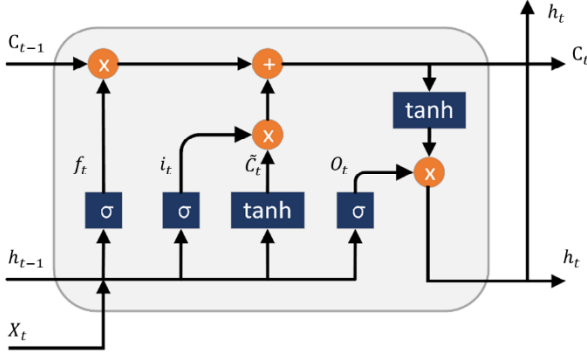 h_t
C_{t-1} x + C_t
tanh
f_t i_t x C̃_t O_t x
σ σ tanh σ
h_{t-1} h_t
X_t